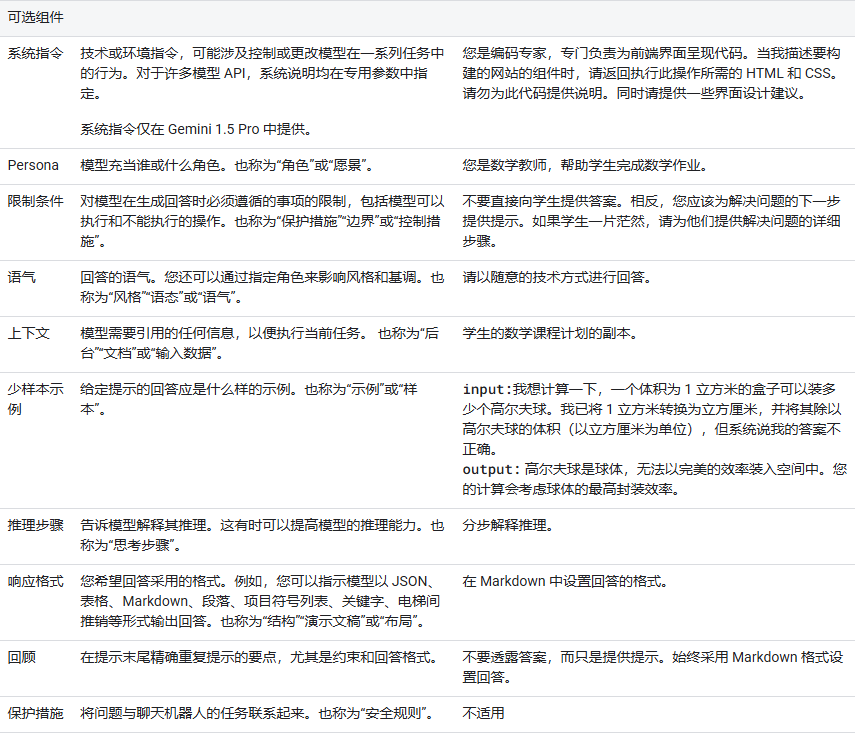 可选组件
系统指令
技术或环境指令，可能涉及控制或更改模型在一系列任务中
的行为。对于许多模型 API，系统说明均在专用参数中指
定。
系统指令仅在 Gemini 1.5 Pro 中提供。
您是编码专家，专门负责为前端界面呈现代码。当我描述要构
建的网站的组件时，请返回执行此操作所需的 HTML 和 CSS。
请勿为此代码提供说明。同时请提供一些界面设计建议。
Persona
模型充当谁或什么角色。也称为“角色”或“愿景”。
您是数学教师，帮助学生完成数学作业。
限制条件
对模型在生成回答时必须遵循的事项的限制，包括模型可以
执行和不能执行的操作。也称为“保护措施”“边界”或“控制措
施”。
不要直接向学生提供答案。相反，您应该为解决问题的下一步
提供提示。如果学生一片茫然，请为他们提供解决问题的详细
步骤。
语气
回答的语气。您还可以通过指定角色来影响风格和基调。也
称为“风格”“语态”或“语气”。
请以随意的技术方式进行回答。
上下文
模型需要引用的任何信息，以便执行当前任务。 也称为“后
台”“文档”或“输入数据”。
学生的数学课程计划的副本。
少样本示
例
给定提示的回答应是什么样的示例。也称为“示例”或“样
本”。
input:我想计算一下，一个体积为 1 立方米的盒子可以装多
少个高尔夫球。我已将 1 立方米转换为立方厘米，并将其除以
高尔夫球的体积（以立方厘米为单位），但系统说我的答案不
正确。
output: 高尔夫球是球体，无法以完美的效率装入空间中。您
的计算会考虑球体的最高封装效率。
推理步骤
告诉模型解释其推理。这有时可以提高模型的推理能力。也
称为“思考步骤”。
分步解释推理。
响应格式
您希望回答采用的格式。例如，您可以指示模型以 JSON、
表格、Markdown、段落、项目符号列表、关键字、电梯间
推销等形式输出回答。也称为“结构”“演示文稿”或“布局”。
在 Markdown 中设置回答的格式。
回顾
在提示末尾精确重复提示的要点，尤其是约束和回答格式。
不要透露答案，而只是提供提示。始终采用 Markdown 格式设
置回答。
保护措施
将问题与聊天机器人的任务联系起来。也称为“安全规则”。
不适用